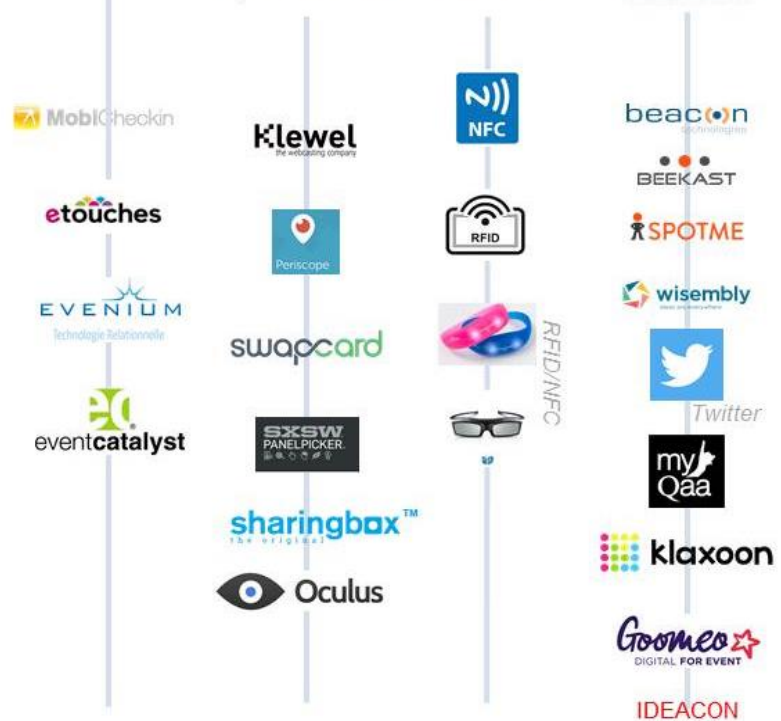 MobiCheckin
etouches
EVENIUM
Technologie Relationnelle
eventcatalyst
Klewel
the webcasting company
Periscope
swapcard
SXSW
PANELPICKER.
sharingbox™
the original
Oculus
NFC
RFID
RFID/NFC
beacon
technologies
BEEKAST
SPOTME
wisembly
Twitter
my
Qaa
klaxoon
Goomeo
DIGITAL FOR EVENT
IDEACON